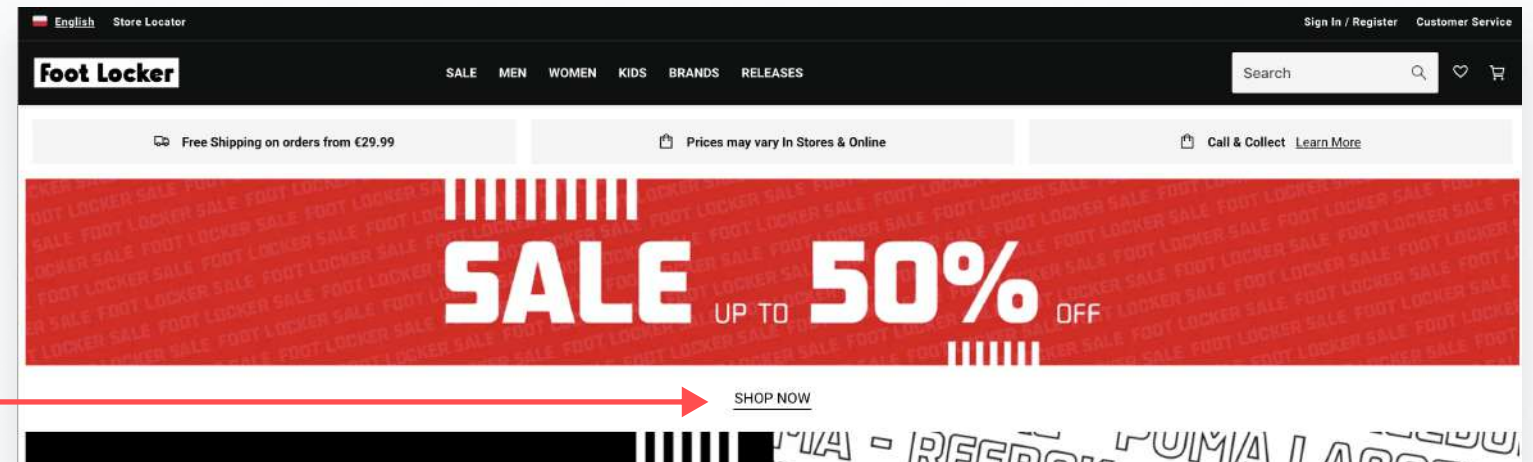 English Store Locator Sign In / Register Customer Service
Foot Locker SALE MEN WOMEN KIDS BRANDS RELEASES Search
Free Shipping on orders from €29.99 Prices may vary In Stores & Online Call & Collect Learn More
SALE UP TO 50% OFF
SHOP NOW
PUMA